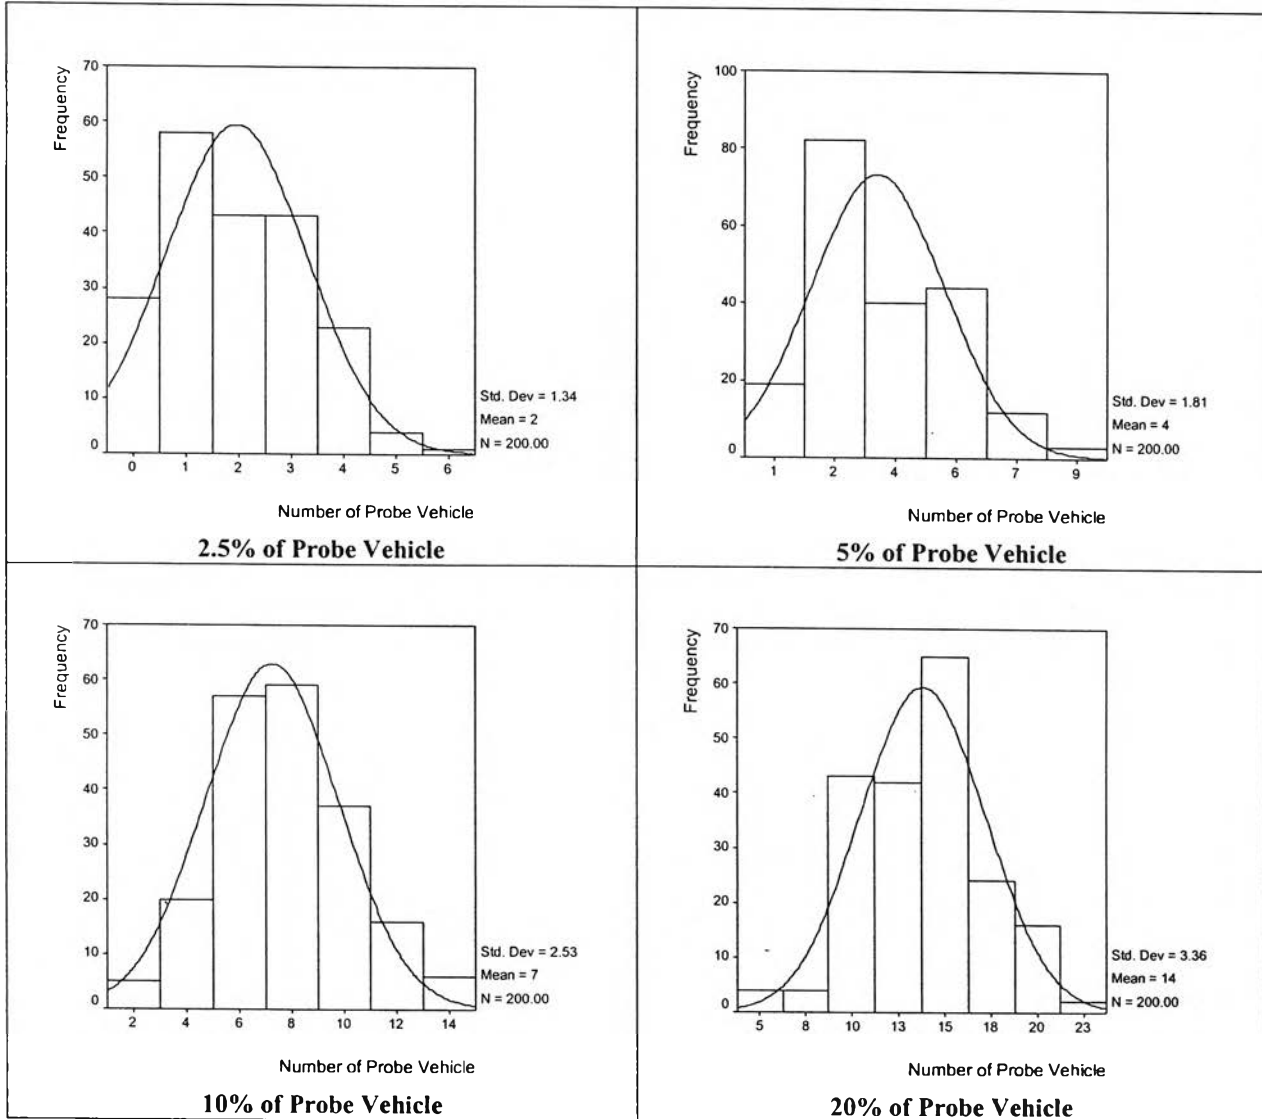 70
60
50
40
30
20
10
0
Frequency
0 1 2 3 4 5 6
Std. Dev = 1.34
Mean = 2
N = 200.00
Number of Probe Vehicle
2.5% of Probe Vehicle
100
80
60
40
20
0
Frequency
1 2 4 6 7 9
Std. Dev = 1.81
Mean = 4
N = 200.00
Number of Probe Vehicle
5% of Probe Vehicle
70
60
50
40
30
20
10
0
Frequency
2 4 6 8 10 12 14
Std. Dev = 2.53
Mean = 7
N = 200.00
Number of Probe Vehicle
10% of Probe Vehicle
70
60
50
40
30
20
10
0
Frequency
5 8 10 13 15 18 20 23
Std. Dev = 3.36
Mean = 14
N = 200.00
Number of Probe Vehicle
20% of Probe Vehicle